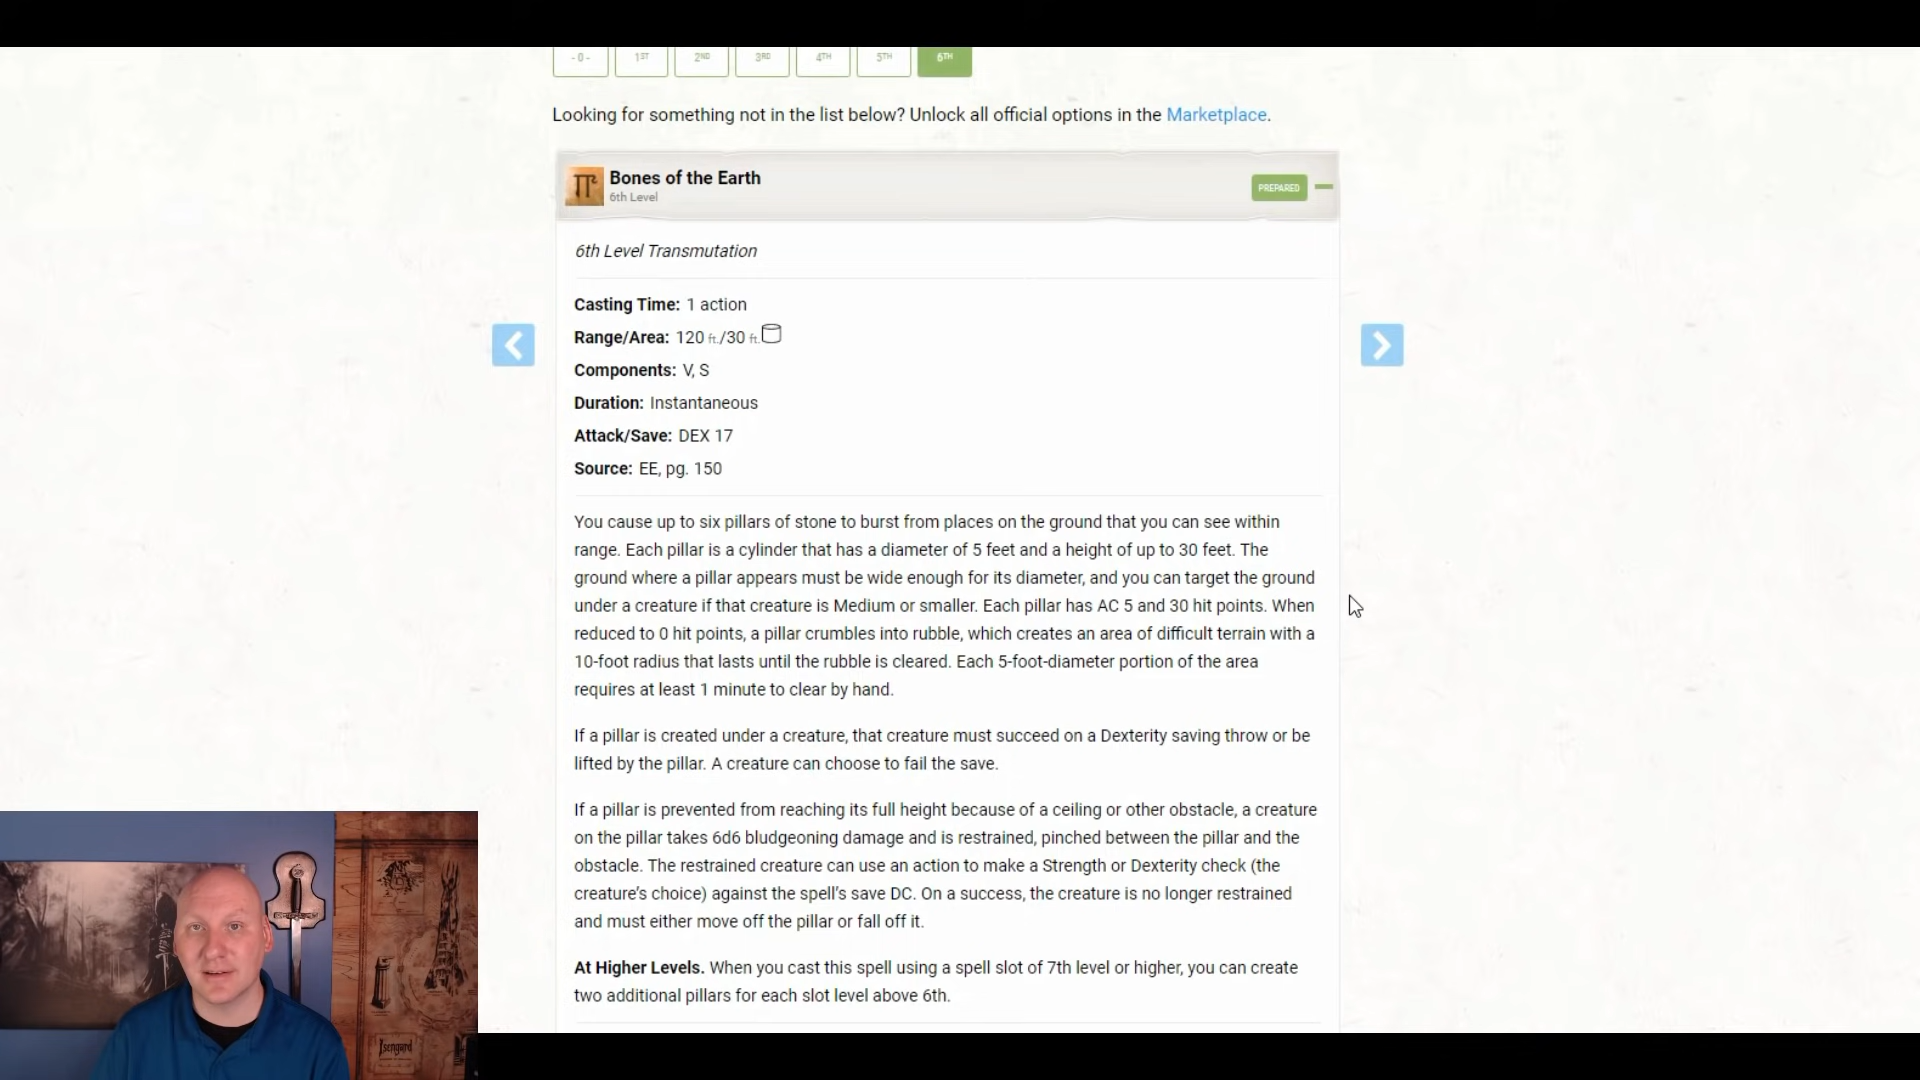 -0- 1ST 2ND 3RD 4TH 5TH 6TH
Looking for something not in the list below? Unlock all official options in the Marketplace.
Bones of the Earth
6th Level
PREPARED
6th Level Transmutation
Casting Time: 1 action
Range/Area: 120 ft./30 ft.
Components: V, S
Duration: Instantaneous
Attack/Save: DEX 17
Source: EE, pg. 150
You cause up to six pillars of stone to burst from places on the ground that you can see within
range. Each pillar is a cylinder that has a diameter of 5 feet and a height of up to 30 feet. The
ground where a pillar appears must be wide enough for its diameter, and you can target the ground
under a creature if that creature is Medium or smaller. Each pillar has AC 5 and 30 hit points. When
reduced to 0 hit points, a pillar crumbles into rubble, which creates an area of difficult terrain with a
10-foot radius that lasts until the rubble is cleared. Each 5-foot-diameter portion of the area
requires at least 1 minute to clear by hand.
If a pillar is created under a creature, that creature must succeed on a Dexterity saving throw or be
lifted by the pillar. A creature can choose to fail the save.
If a pillar is prevented from reaching its full height because of a ceiling or other obstacle, a creature
on the pillar takes 6d6 bludgeoning damage and is restrained, pinched between the pillar and the
obstacle. The restrained creature can use an action to make a Strength or Dexterity check (the
creature's choice) against the spell's save DC. On a success, the creature is no longer restrained
and must either move off the pillar or fall off it.
At Higher Levels. When you cast this spell using a spell slot of 7th level or higher, you can create
two additional pillars for each slot level above 6th.
Isengard